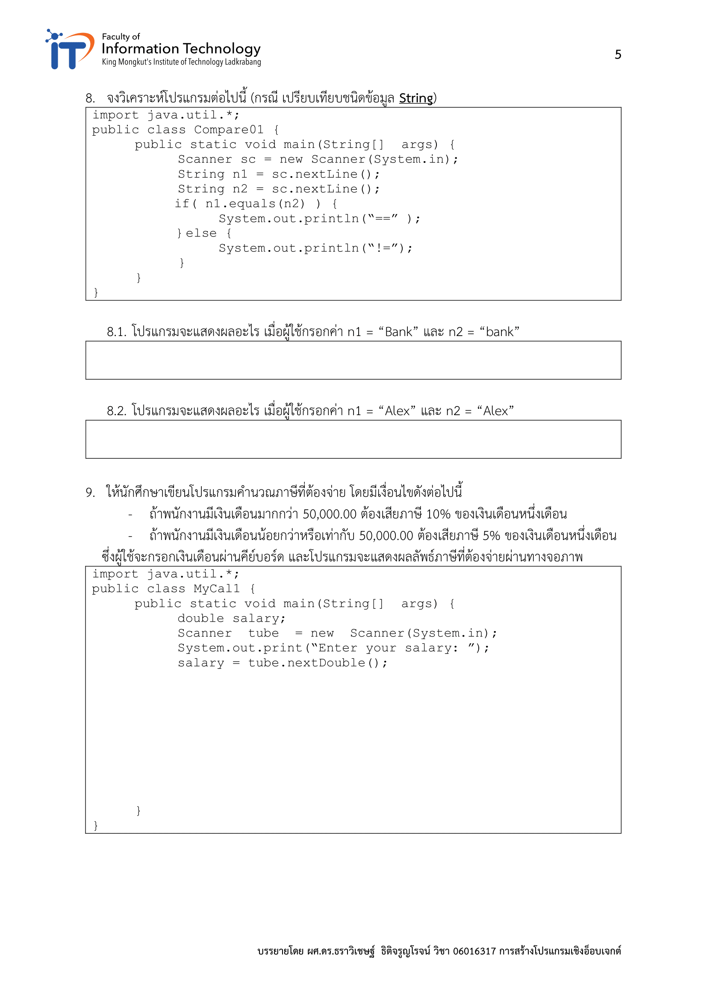 Faculty of
Information Technology
King Mongkut's Institute of Technology Ladkrabang
5
8. จงวิเคราะห์โปรแกรมต่อไปนี้ (กรณี เปรียบเทียบชนิดข้อมูล String)
import java.util.*;
public class Compare01 {
public static void main(String[]  args) {
Scanner sc = new Scanner(System.in);
String n1 = sc.nextLine();
String n2 = sc.nextLine();
if( n1.equals(n2) ) {
System.out.println(“==” );
}else {
System.out.println(“!=”);
}
}
}
8.1. โปรแกรมจะแสดงผลอะไร เมื่อผู้ใช้กรอกค่า n1 = “Bank” และ n2 = “bank”
8.2. โปรแกรมจะแสดงผลอะไร เมื่อผู้ใช้กรอกค่า n1 = “Alex” และ n2 = “Alex”
9. ให้นักศึกษาเขียนโปรแกรมคำนวณภาษีที่ต้องจ่าย โดยมีเงื่อนไขดังต่อไปนี้
- ถ้าพนักงานมีเงินเดือนมากกว่า 50,000.00 ต้องเสียภาษี 10% ของเงินเดือนหนึ่งเดือน
- ถ้าพนักงานมีเงินเดือนน้อยกว่าหรือเท่ากับ 50,000.00 ต้องเสียภาษี 5% ของเงินเดือนหนึ่งเดือน
ซึ่งผู้ใช้จะกรอกเงินเดือนผ่านคีย์บอร์ด และโปรแกรมจะแสดงผลลัพธ์ภาษีที่ต้องจ่ายผ่านทางจอภาพ
import java.util.*;
public class MyCal1 {
public static void main(String[]  args) {
double salary;
Scanner  tube  = new  Scanner(System.in);
System.out.print(“Enter your salary: ”);
salary = tube.nextDouble();
}
}
บรรยายโดย ผศ.ดร.ธราวิเชษฐ์  ธิติจรูญโรจน์ วิชา 06016317 การสร้างโปรแกรมเชิงอ็อบเจกต์